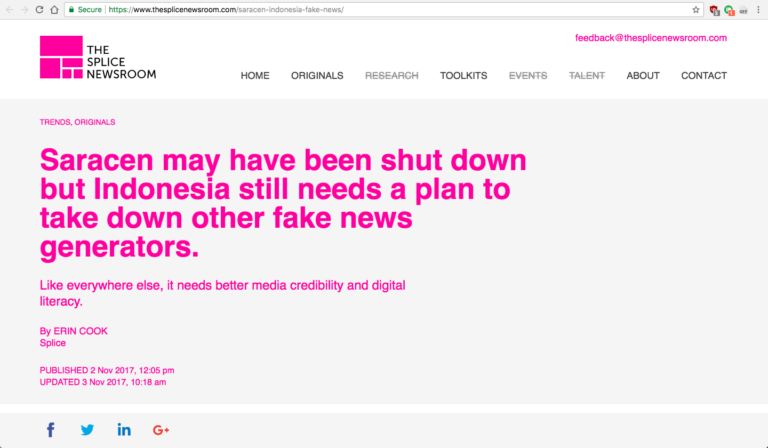 Secure | https://www.thesplicenewsroom.com/saracen-indonesia-fake-news/
feedback@thesplicenewsroom.com
THE
SPLICE
NEWSROOM
HOME ORIGINALS RESEARCH TOOLKITS EVENTS TALENT ABOUT CONTACT
TRENDS, ORIGINALS
Saracen may have been shut down
but Indonesia still needs a plan to
take down other fake news
generators.
Like everywhere else, it needs better media credibility and digital
literacy.
By ERIN COOK
Splice
PUBLISHED 2 Nov 2017, 12:05 pm
UPDATED 3 Nov 2017, 10:18 am
f
in
G+